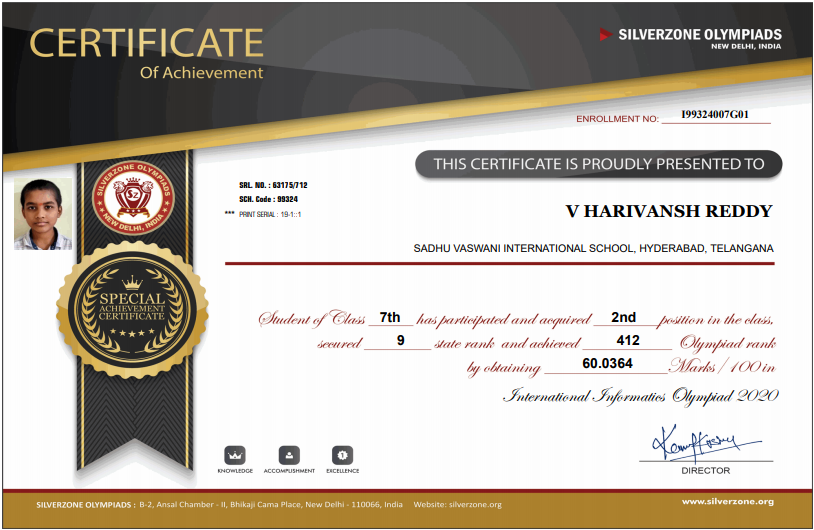 CERTIFICATE
Of Achievement
SILVERZONE OLYMPIADS
NEW DELHI, INDIA
ENROLLMENT NO: I99324007G01
THIS CERTIFICATE IS PROUDLY PRESENTED TO
SILVERZONE OLYMPIADS
SZ
NEW DELHI, INDIA
SRL. NO. : 63175/712
SCH. Code : 99324
*** PRINT SERIAL : 19-1::1
V HARIVANSH REDDY
SADHU VASWANI INTERNATIONAL SCHOOL, HYDERABAD, TELANGANA
SPECIAL
ACHIEVEMENT
CERTIFICATE
Student of Class 7th has participated and acquired 2nd position in the class,
secured 9 state rank and achieved 412 Olympiad rank
by obtaining 60.0364 Marks / 100 in
International Informatics Olympiad 2020
KNOWLEDGE ACCOMPLISHMENT EXCELLENCE
DIRECTOR
SILVERZONE OLYMPIADS : B-2, Ansal Chamber - II, Bhikaji Cama Place, New Delhi - 110066, India Website: silverzone.org
www.silverzone.org